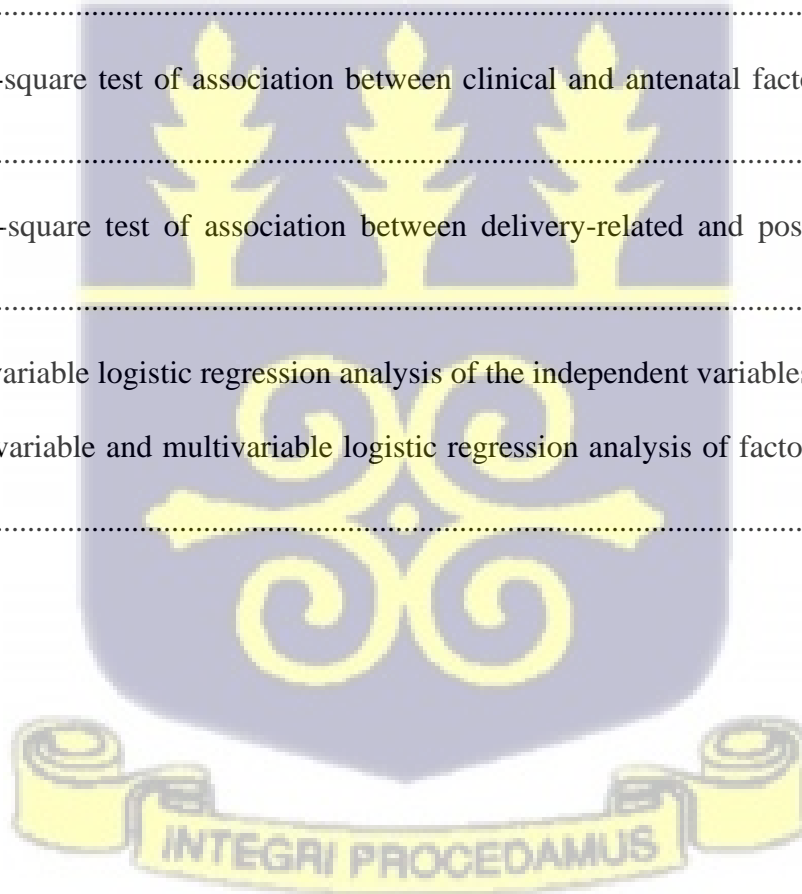 ..........................................................................................................
-square test of association between clinical and antenatal facto
..........................................................................................................
-square test of association between delivery-related and pos
..........................................................................................................
variable logistic regression analysis of the independent variables
variable and multivariable logistic regression analysis of facto
..........................................................................................................
INTEGRI PROCEDAMUS